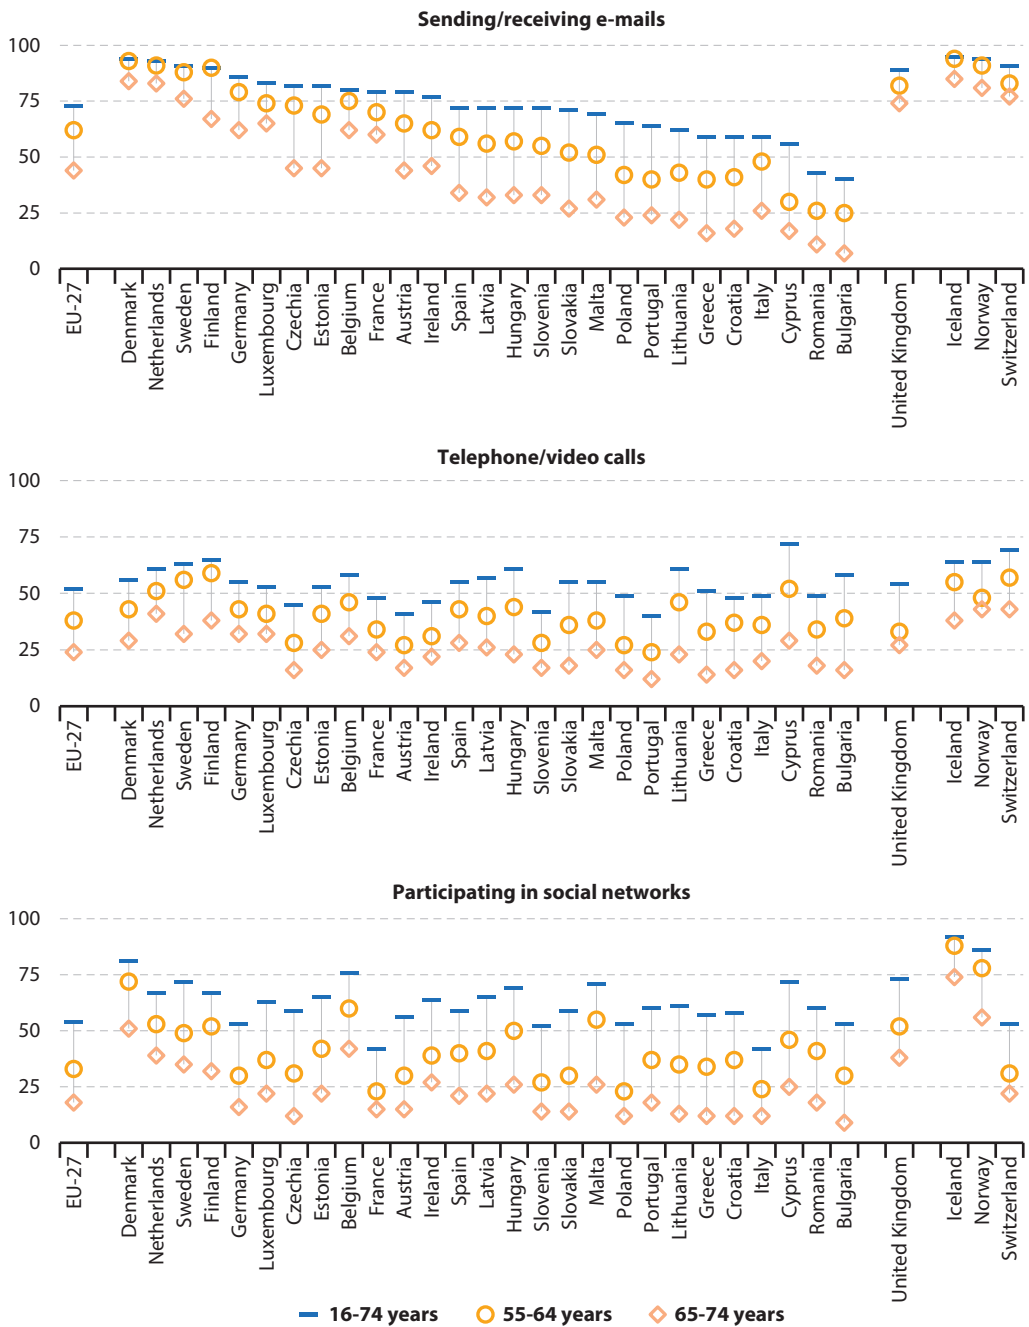 Sending/receiving e-mails
100
75
50
25
0
EU-27
Denmark
Netherlands
Sweden
Finland
Germany
Luxembourg
Czechia
Estonia
Belgium
France
Austria
Ireland
Spain
Latvia
Hungary
Slovenia
Slovakia
Malta
Poland
Portugal
Lithuania
Greece
Croatia
Italy
Cyprus
Romania
Bulgaria
United Kingdom
Iceland
Norway
Switzerland
Telephone/video calls
100
75
50
25
0
EU-27
Denmark
Netherlands
Sweden
Finland
Germany
Luxembourg
Czechia
Estonia
Belgium
France
Austria
Ireland
Spain
Latvia
Hungary
Slovenia
Slovakia
Malta
Poland
Portugal
Lithuania
Greece
Croatia
Italy
Cyprus
Romania
Bulgaria
United Kingdom
Iceland
Norway
Switzerland
Participating in social networks
100
75
50
25
0
EU-27
Denmark
Netherlands
Sweden
Finland
Germany
Luxembourg
Czechia
Estonia
Belgium
France
Austria
Ireland
Spain
Latvia
Hungary
Slovenia
Slovakia
Malta
Poland
Portugal
Lithuania
Greece
Croatia
Italy
Cyprus
Romania
Bulgaria
United Kingdom
Iceland
Norway
Switzerland
16-74 years 55-64 years 65-74 years